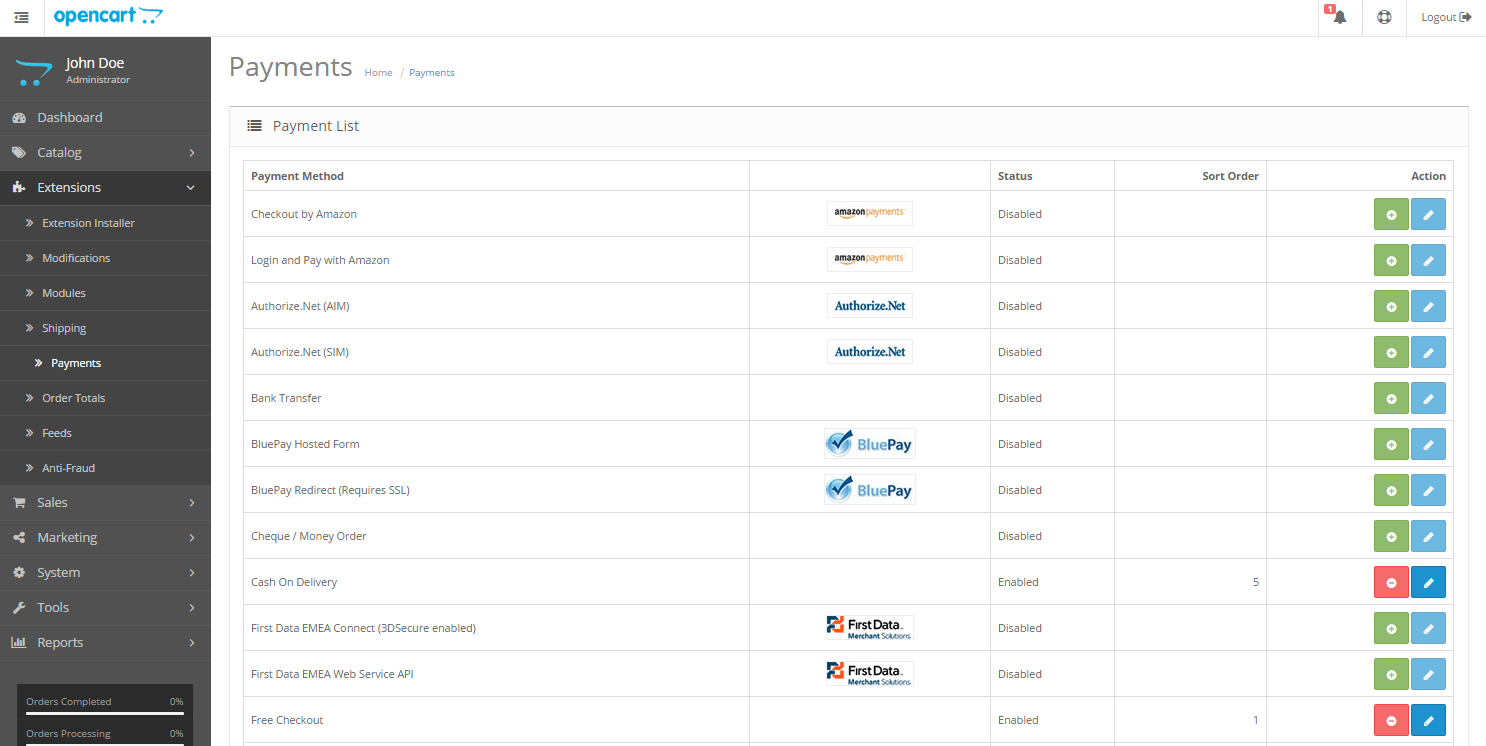 opencart
1
Logout
John Doe
Administrator
Dashboard
Catalog
Extensions
Extension Installer
Modifications
Modules
Shipping
Payments
Order Totals
Feeds
Anti-Fraud
Sales
Marketing
System
Tools
Reports
Orders Completed 0%
Orders Processing 0%
Payments Home / Payments
Payment List
Payment Method Status Sort Order Action
Checkout by Amazon amazonpayments Disabled
Login and Pay with Amazon amazonpayments Disabled
Authorize.Net (AIM) Authorize.Net Disabled
Authorize.Net (SIM) Authorize.Net Disabled
Bank Transfer Disabled
BluePay Hosted Form BluePay Disabled
BluePay Redirect (Requires SSL) BluePay Disabled
Cheque / Money Order Disabled
Cash On Delivery Enabled 5
First Data EMEA Connect (3DSecure enabled) First Data. Merchant Solutions. Disabled
First Data EMEA Web Service API First Data. Merchant Solutions. Disabled
Free Checkout Enabled 1